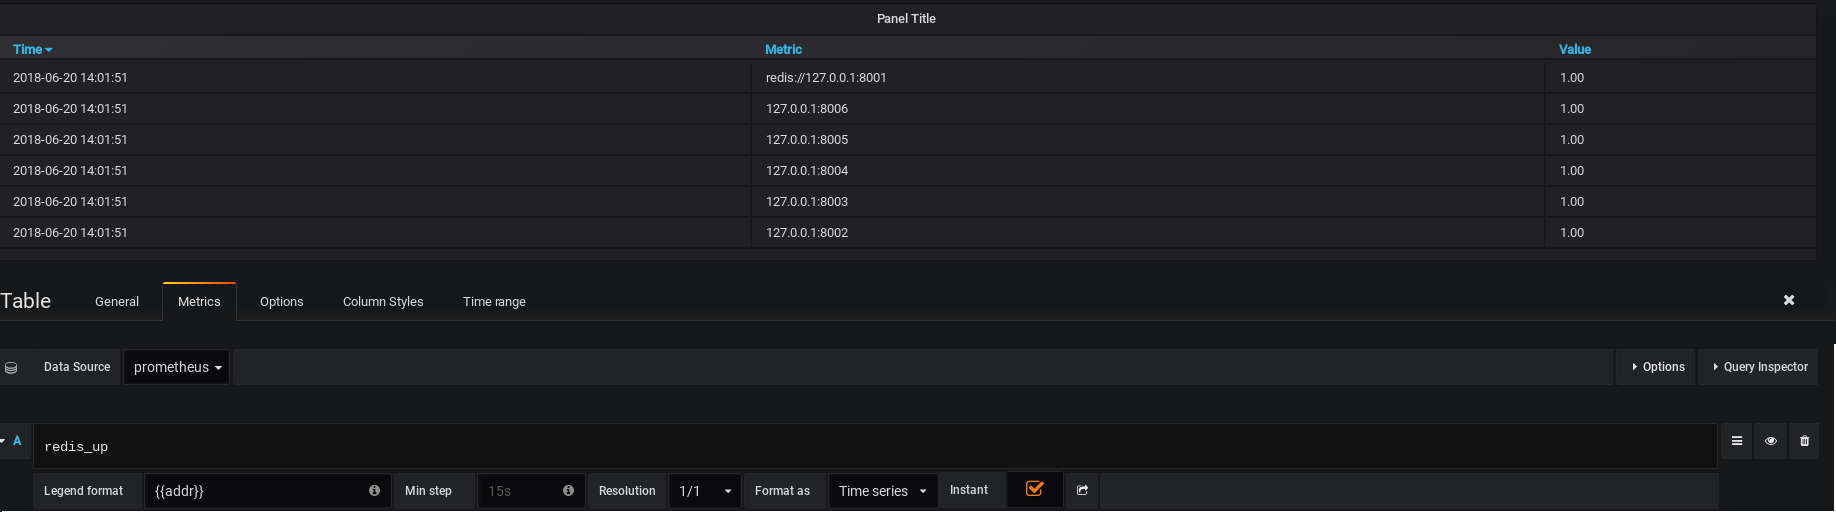 Panel Title
Time Metric Value
2018-06-20 14:01:51 redis://127.0.0.1:8001 1.00
2018-06-20 14:01:51 127.0.0.1:8006 1.00
2018-06-20 14:01:51 127.0.0.1:8005 1.00
2018-06-20 14:01:51 127.0.0.1:8004 1.00
2018-06-20 14:01:51 127.0.0.1:8003 1.00
2018-06-20 14:01:51 127.0.0.1:8002 1.00
Table General Metrics Options Column Styles Time range
Data Source prometheus Options Query Inspector
A redis_up
Legend format {{addr}} Min step 15s Resolution 1/1 Format as Time series Instant